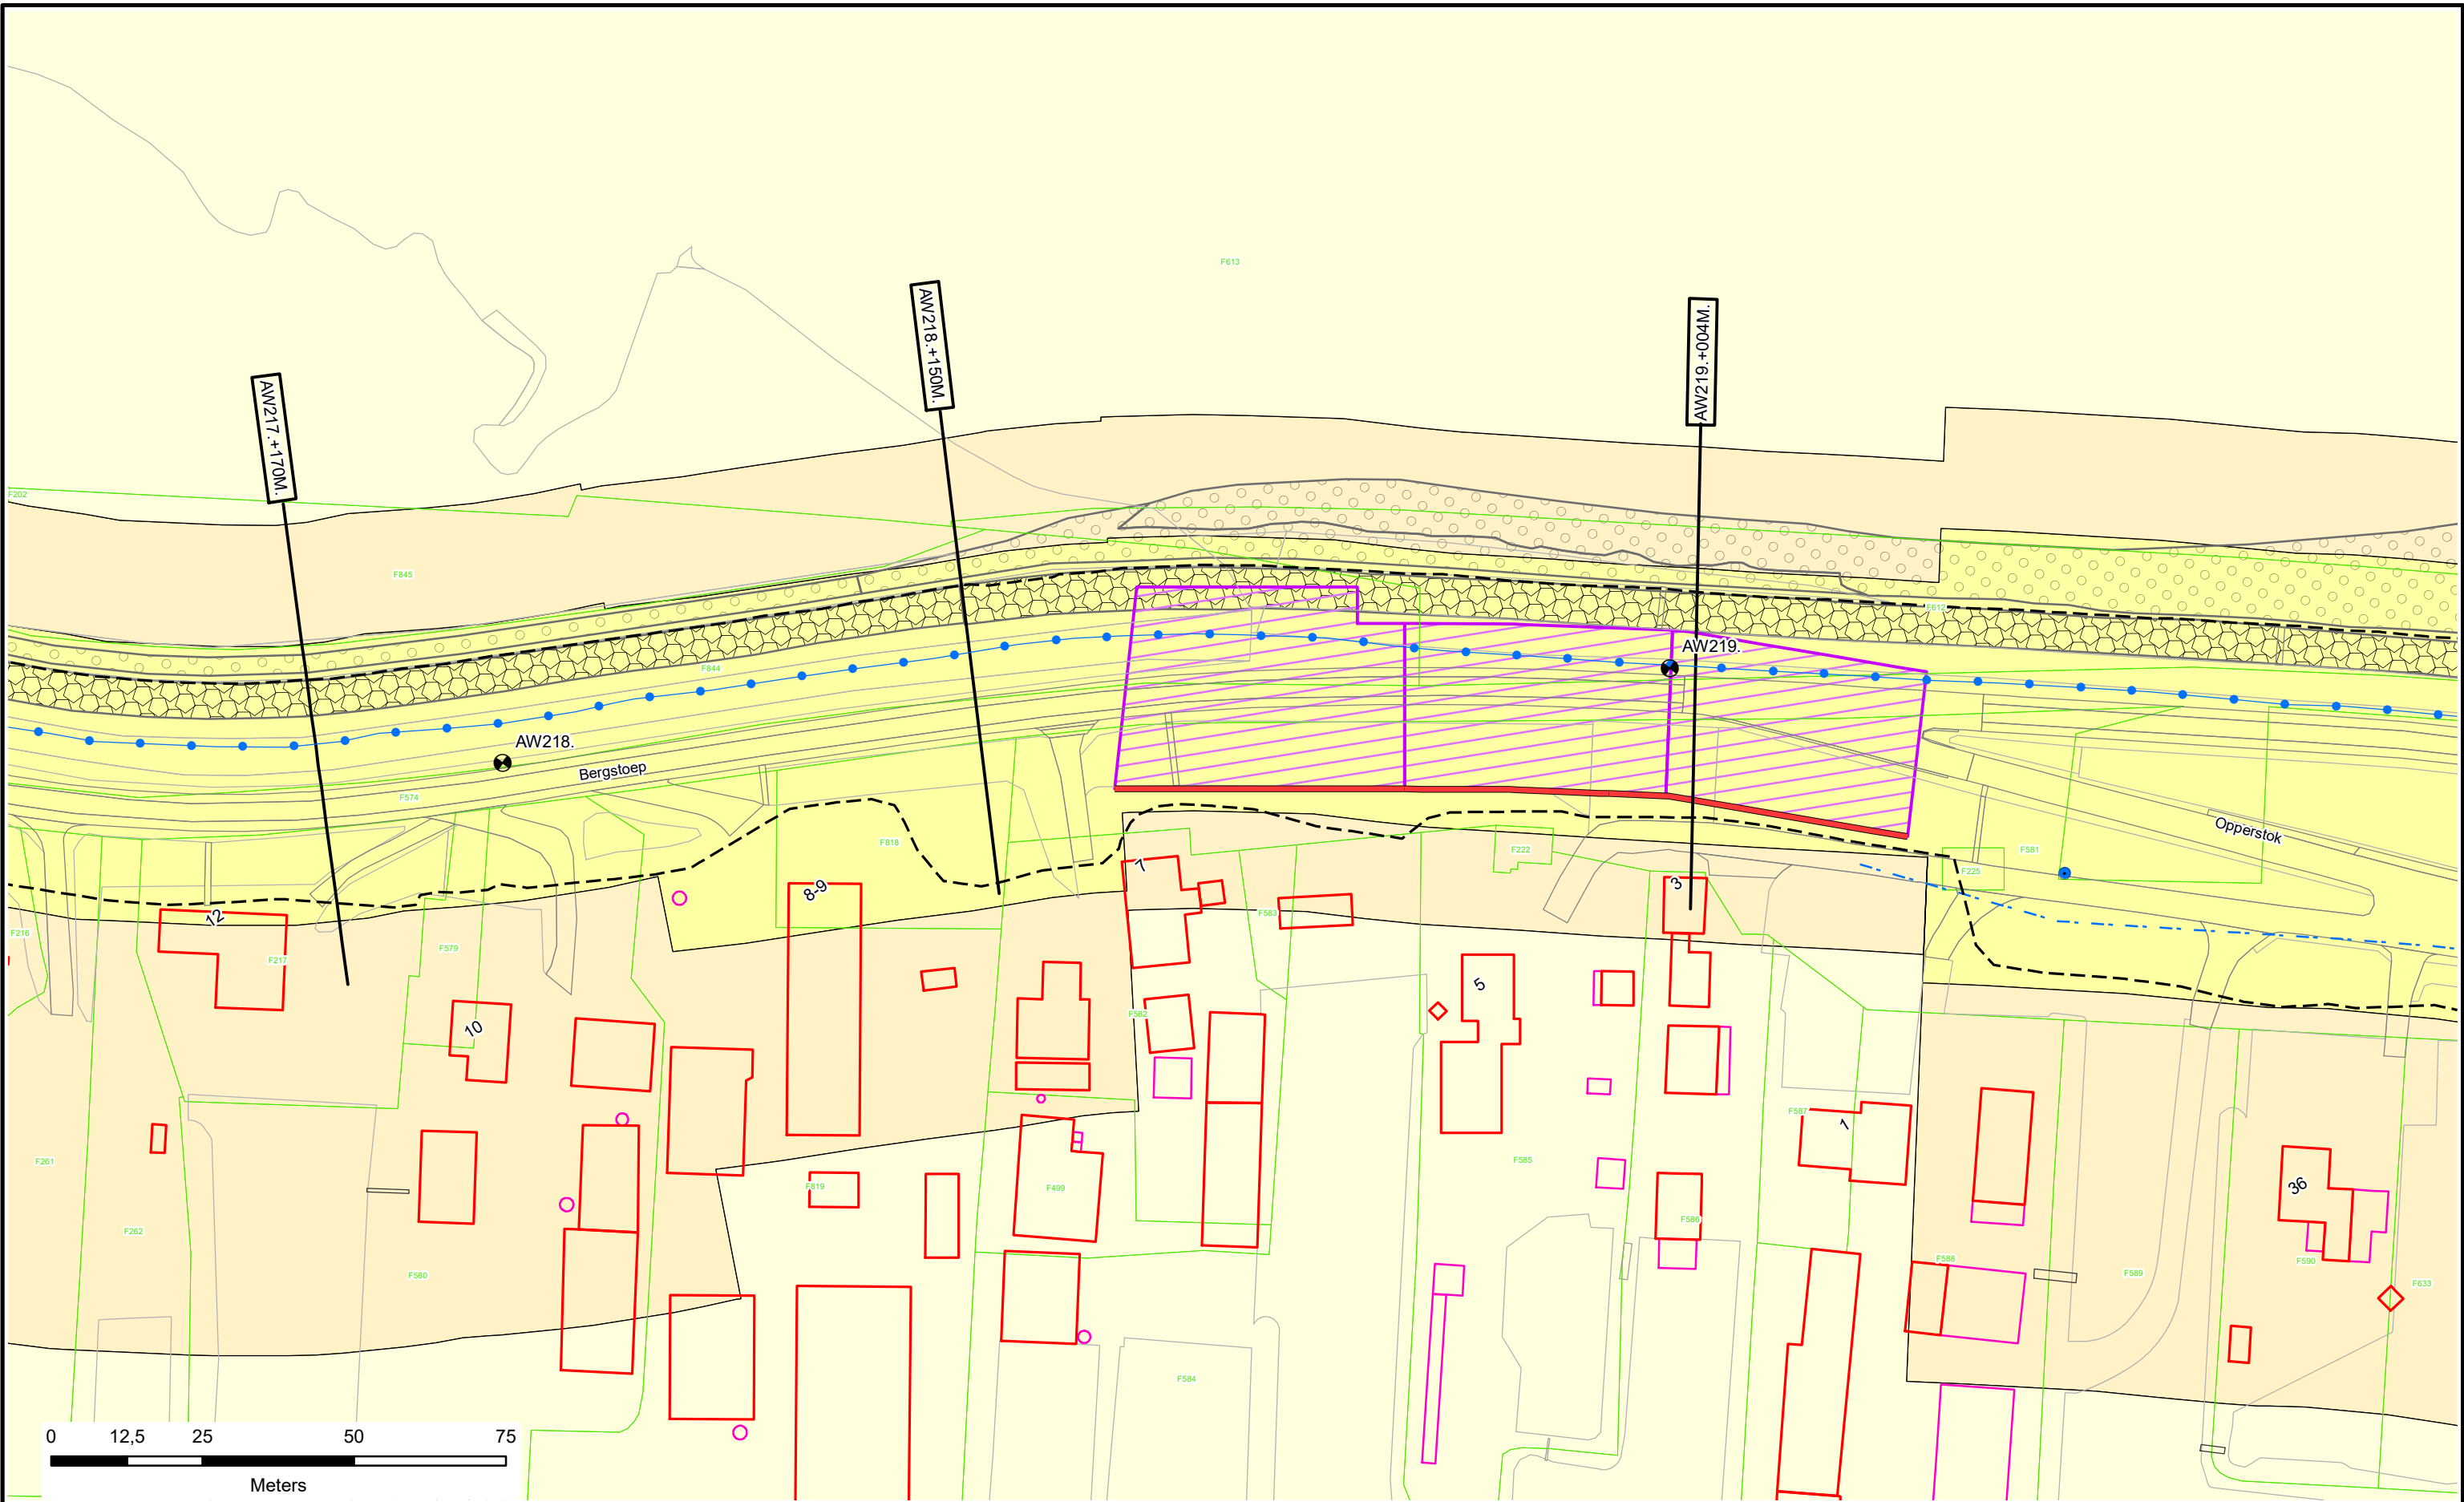 F613
AW218.+150M.
AW219.+004M.
AW217.+170M.
F202
F845
F612
AW219.
F844
AW218.
Bergstoep
F574
Opperstok
F818
F222
F581
7
F225
8-9
3
12
F583
F216
F579
F217
5
F582
10
F587
1
F261
F585
F819
F499
36
F586
F262
F588
F590
F580
F589
F633
F584
0 12,5 25 50 75
Meters